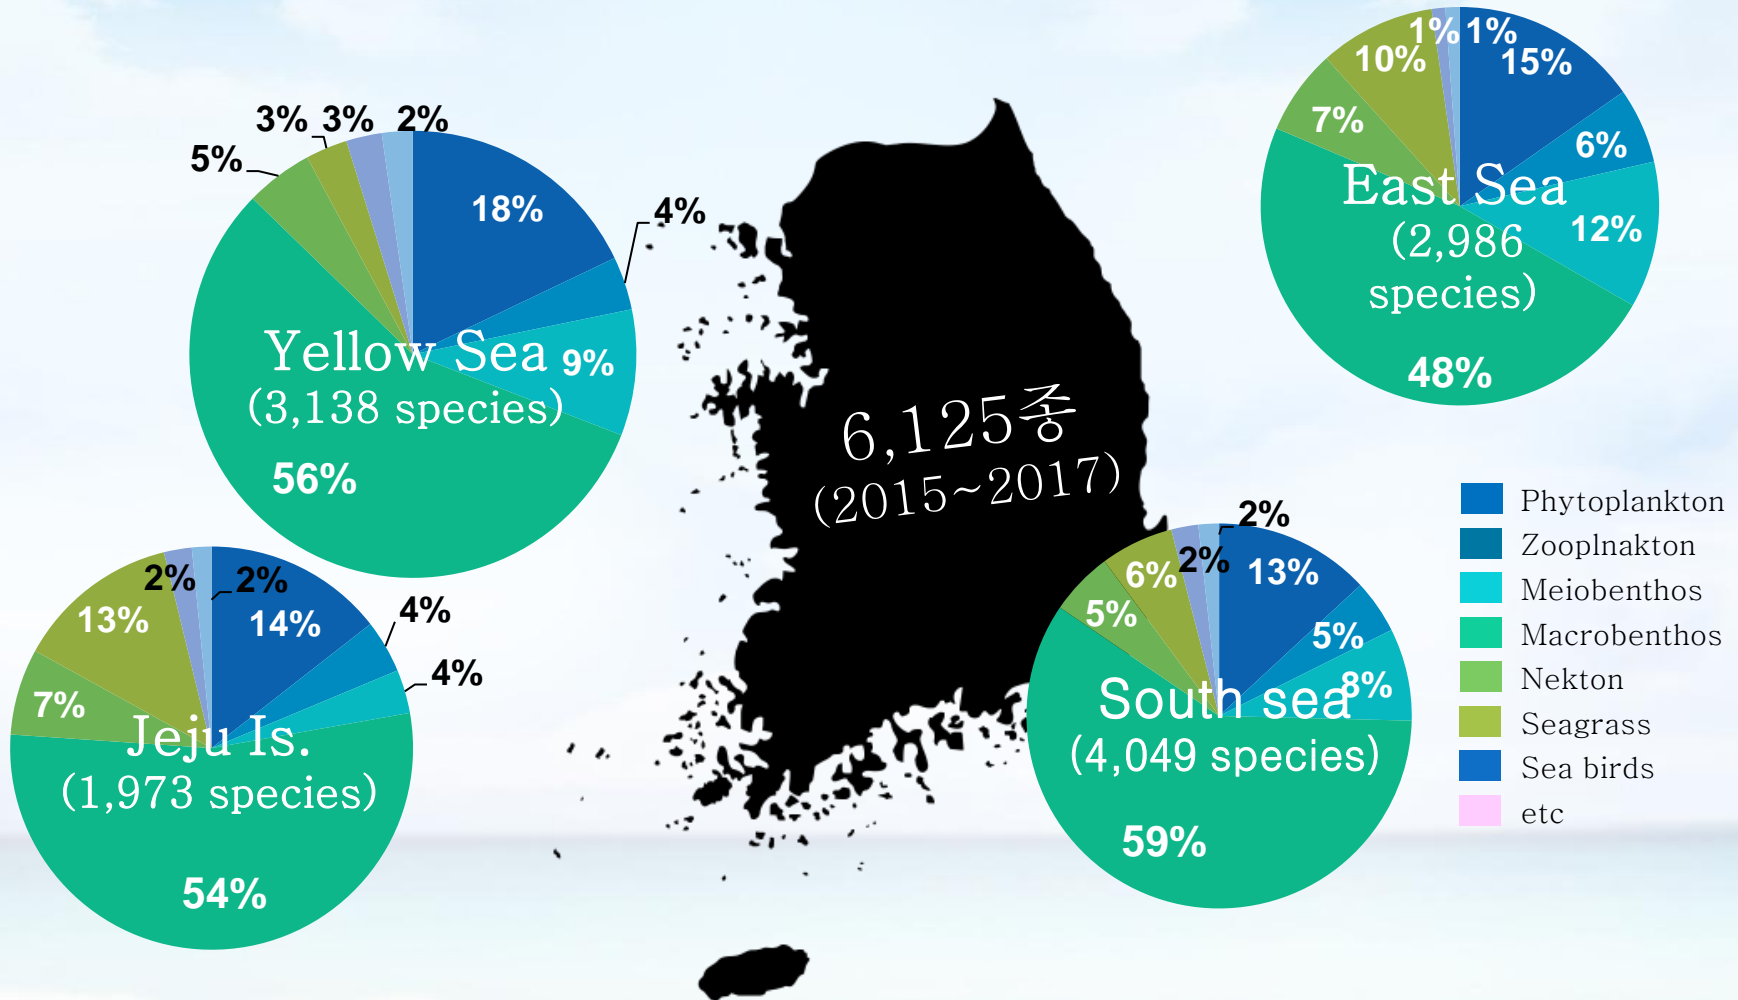 3% 3% 2%
5%
18%
4%
Yellow Sea
9%
(3,138 species)
56%
1% 1%
10% 15%
7%
6%
East Sea
12%
(2,986
species)
48%
6,125종
(2015~2017)
2% 2%
13% 14%
4%
4%
7%
Jeju Is.
(1,973 species)
54%
2%
2%
6% 13%
5% 5%
8%
South sea
(4,049 species)
59%
Phytoplankton
Zooplnakton
Meiobenthos
Macrobenthos
Nekton
Seagrass
Sea birds
etc